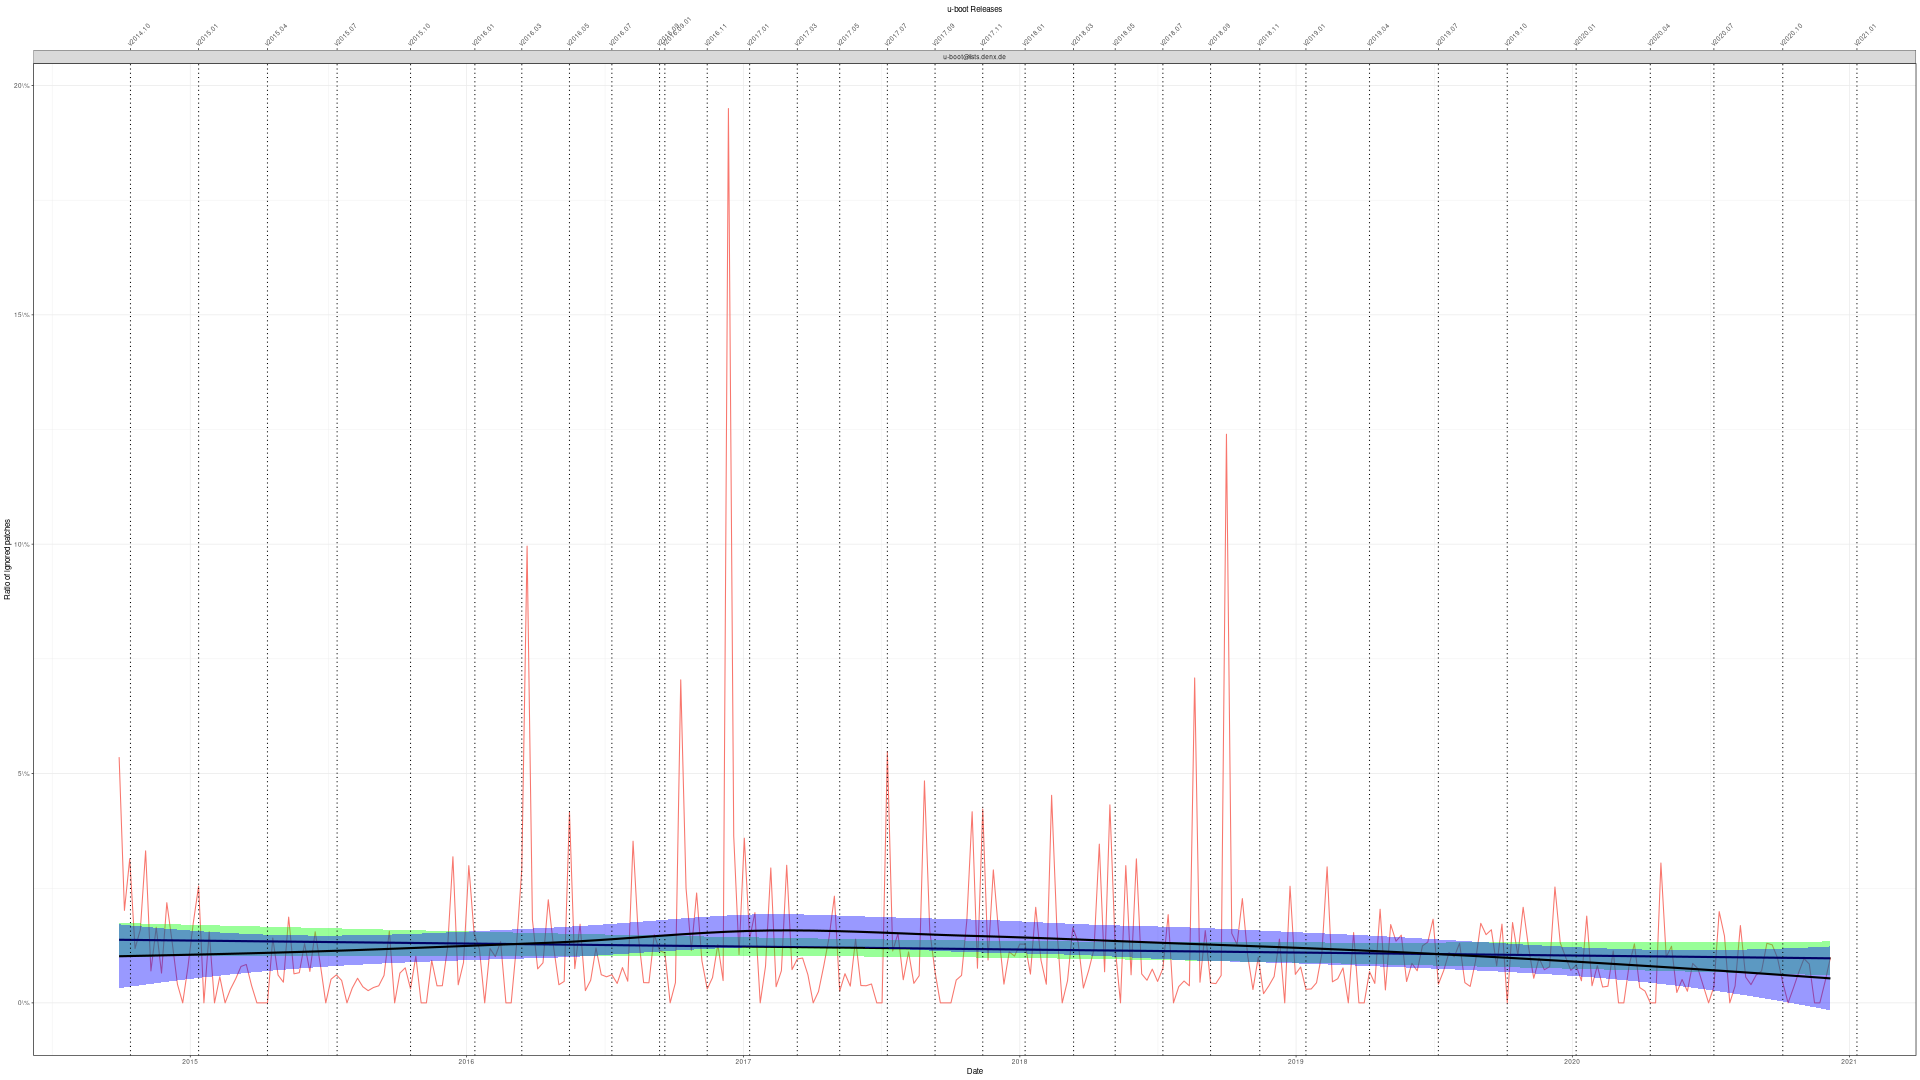 u-boot Releases
v2014.10 v2015.01 v2015.04 v2015.07 v2015.10 v2016.01 v2016.03 v2016.05 v2016.07 v2016.09 v2016.09.01 v2016.11 v2017.01 v2017.03 v2017.05 v2017.07 v2017.09 v2017.11 v2018.01 v2018.03 v2018.05 v2018.07 v2018.09 v2018.11 v2019.01 v2019.04 v2019.07 v2019.10 v2020.01 v2020.04 v2020.07 v2020.10 v2021.01
u-boot@lists.denx.de
Ratio of ignored patches
20\%
15\%
10\%
5\%
0\%
2015 2016 2017 2018 2019 2020 2021
Date